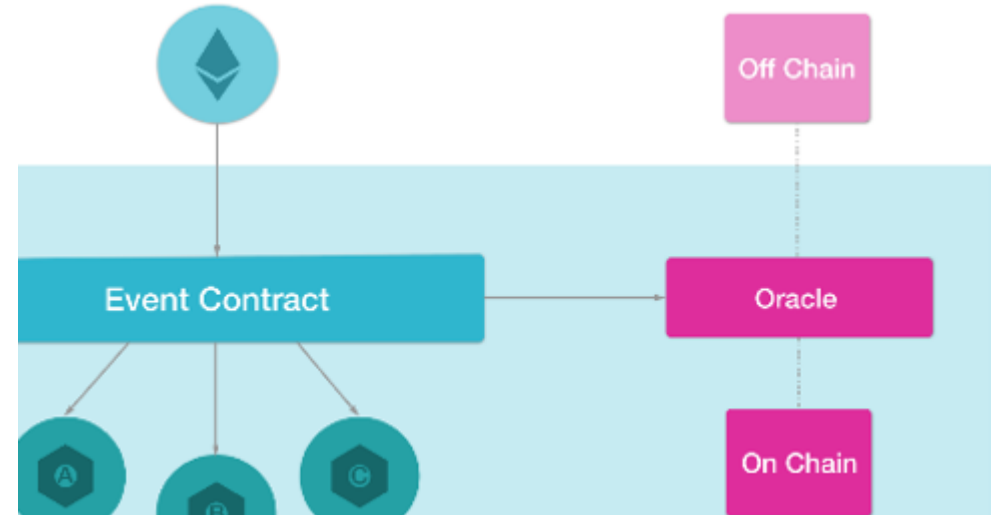 Off Chain
Event Contract
Oracle
A
B
C
On Chain